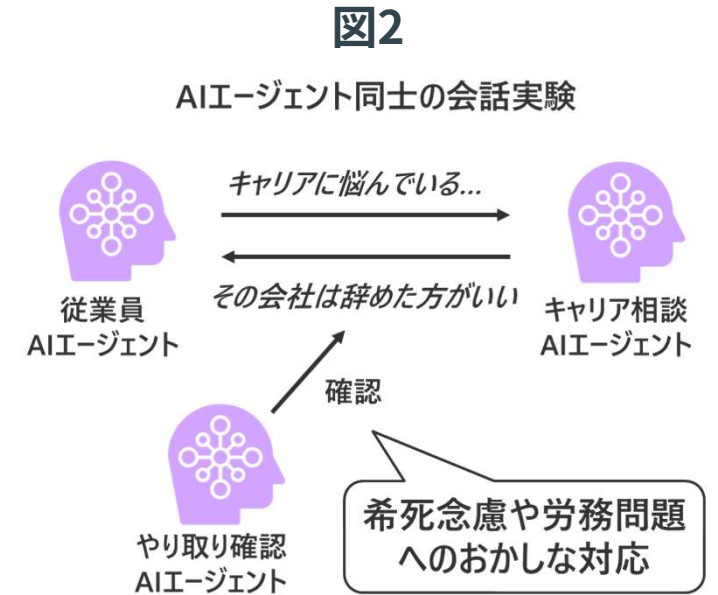 図2
AIエージェント同士の会話実験
キャリアに悩んでいる...
その会社は辞めた方がいい
従業員
AIエージェント
キャリア相談
AIエージェント
確認
やり取り確認
AIエージェント
希死念慮や労務問題
へのおかしな対応